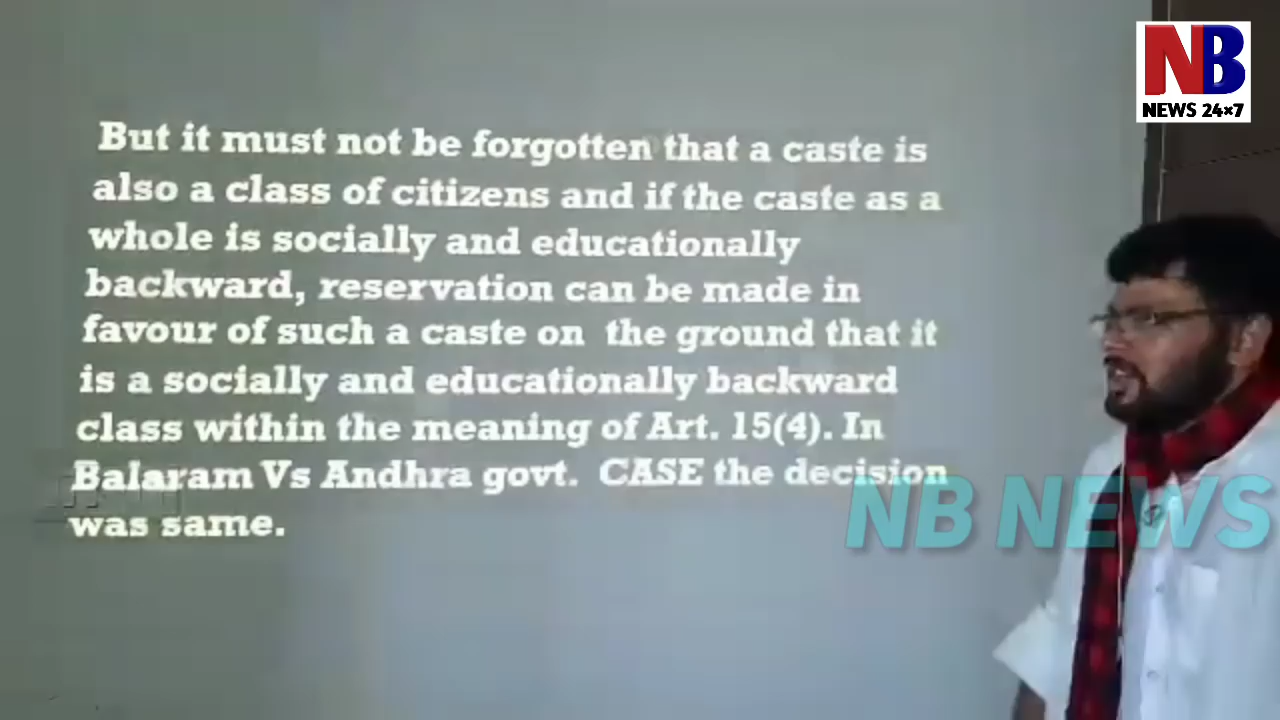 NB
NEWS 24×7
But it must not be forgotten that a caste is
also a class of citizens and if the caste as a
whole is socially and educationally
backward, reservation can be made in
favour of such a caste on the ground that it
is a socially and educationally backward
class within the meaning of Art. 15(4). In
Balaram Vs Andhra govt. CASE the decision
was same.
NB NEWS